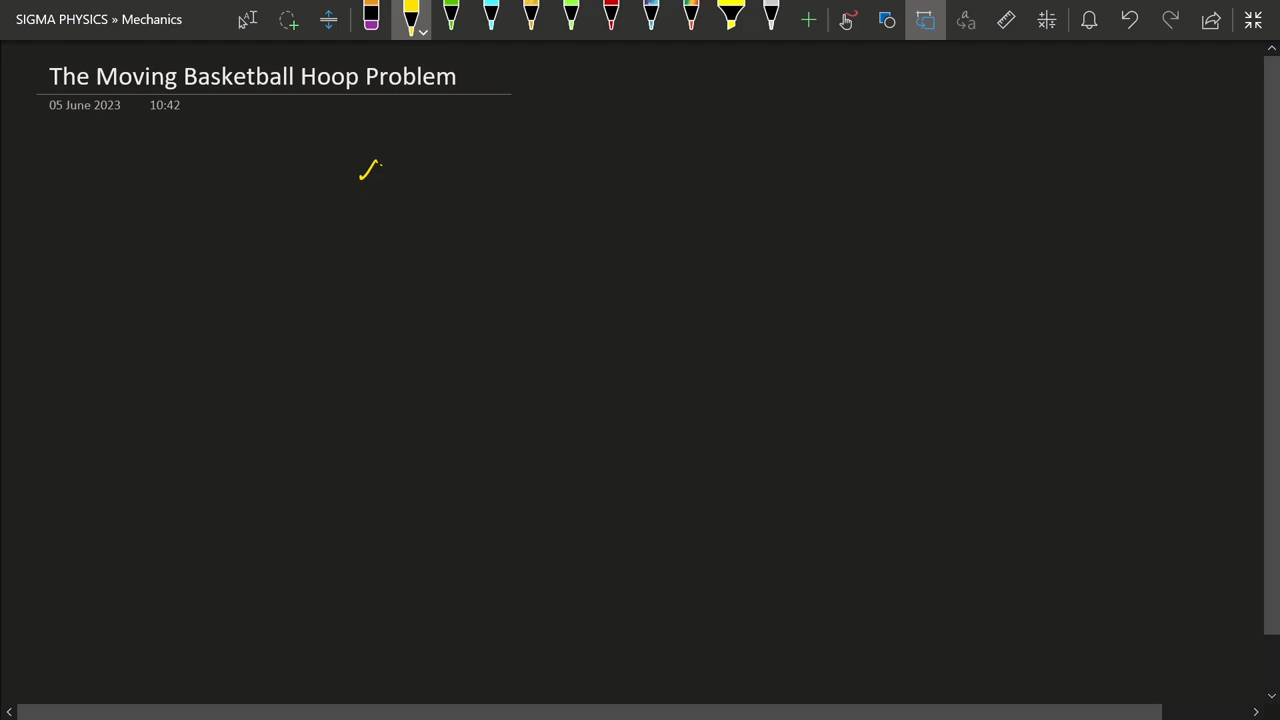 SIGMA PHYSICS » Mechanics
The Moving Basketball Hoop Problem
05 June 2023 10:42